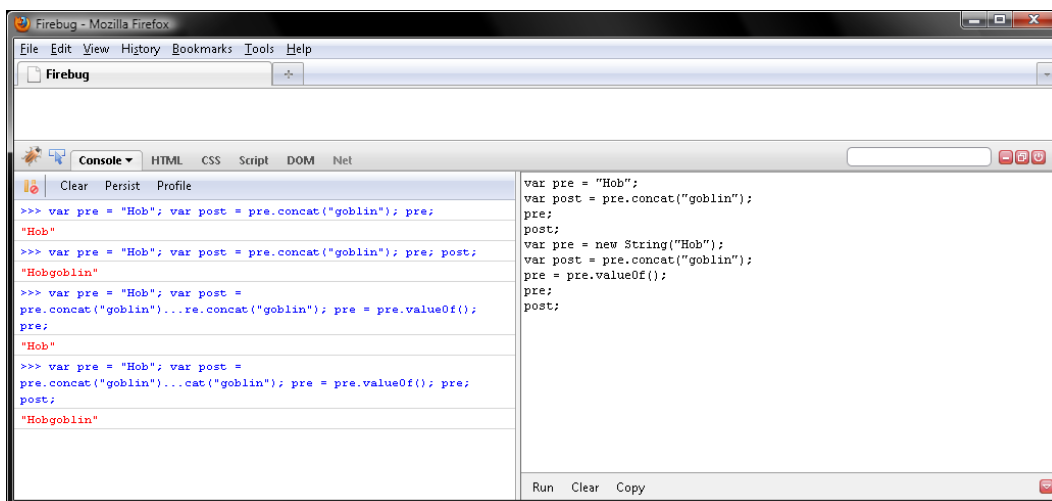 Firebug - Mozilla Firefox
File Edit View History Bookmarks Tools Help
Firebug
Console HTML CSS Script DOM Net
Clear Persist Profile
>>> var pre = "Hob"; var post = pre.concat("goblin"); pre;
"Hob"
>>> var pre = "Hob"; var post = pre.concat("goblin"); pre; post;
"Hobgoblin"
>>> var pre = "Hob"; var post =
pre.concat("goblin")...re.concat("goblin"); pre = pre.valueOf();
pre;
"Hob"
>>> var pre = "Hob"; var post =
pre.concat("goblin")...cat("goblin"); pre = pre.valueOf(); pre;
post;
"Hobgoblin"
var pre = "Hob";
var post = pre.concat("goblin");
pre;
post;
var pre = new String("Hob");
var post = pre.concat("goblin");
pre = pre.valueOf();
pre;
post;
Run Clear Copy